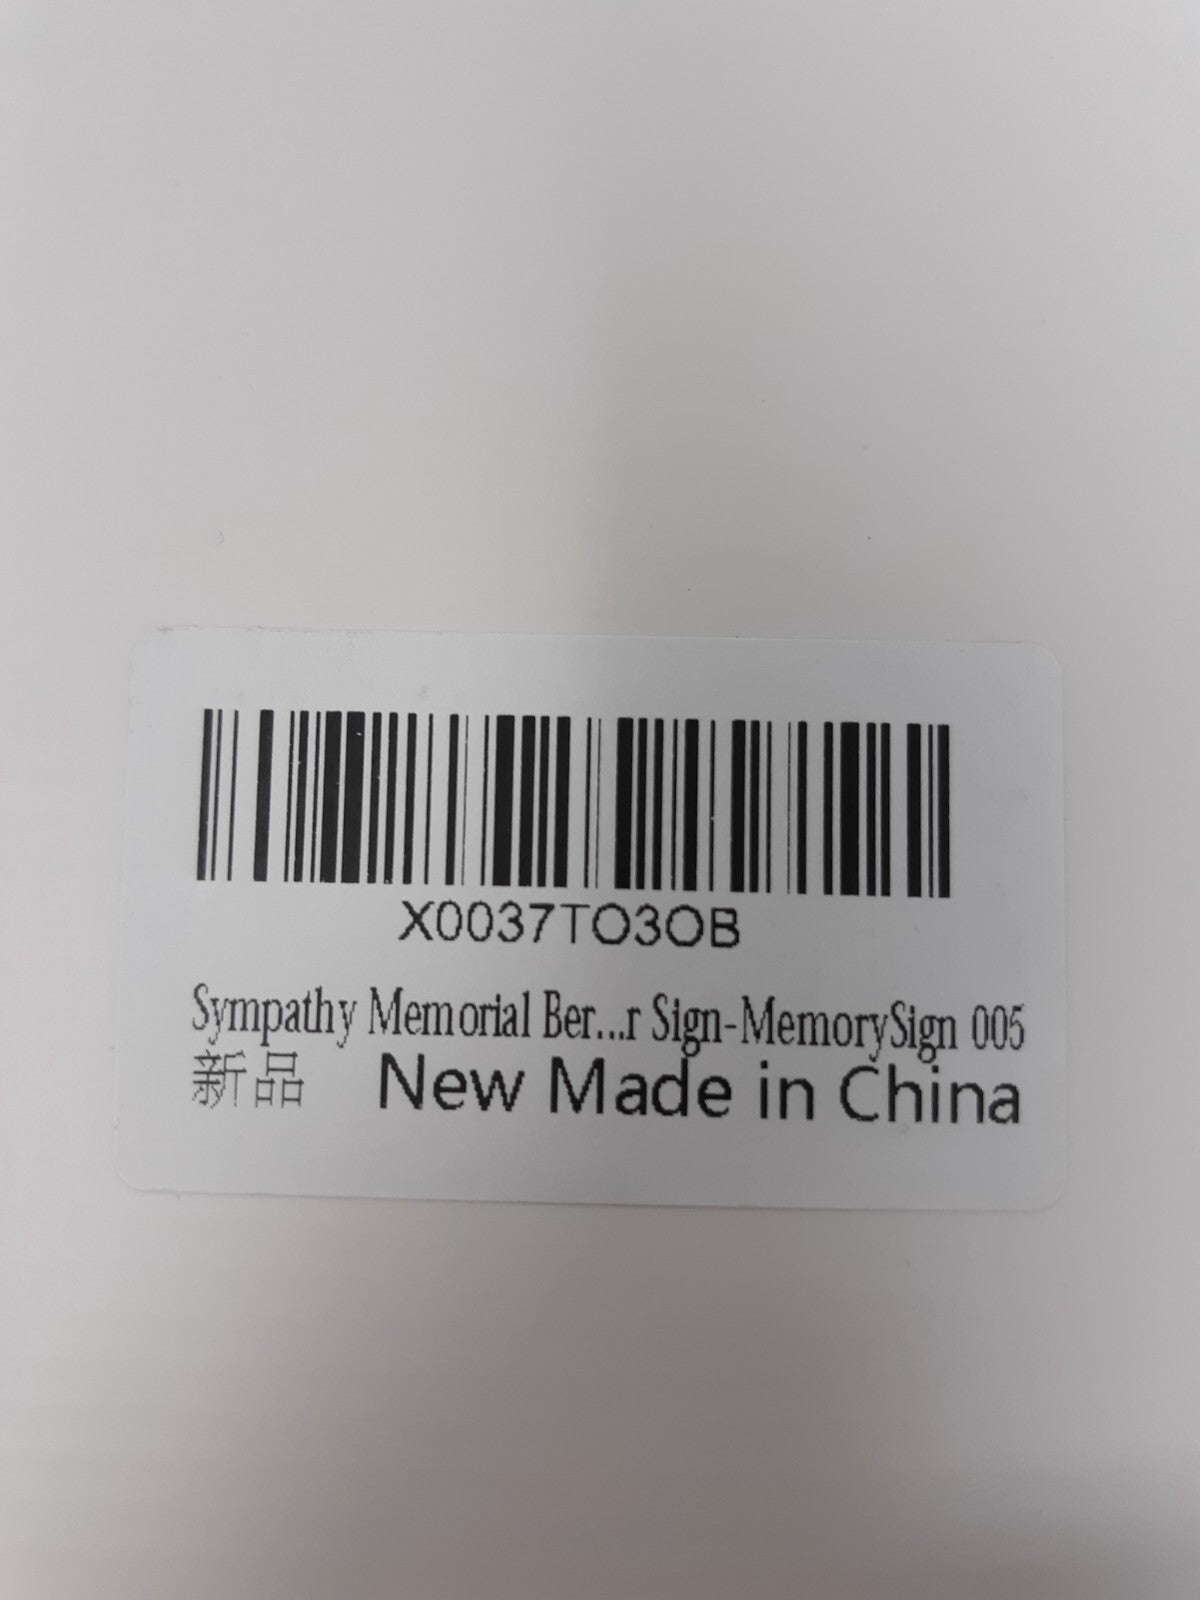 X0037TO3OB
Sympathy Memorial Ber...r Sign-MemorySign 005
新品 New Made in China